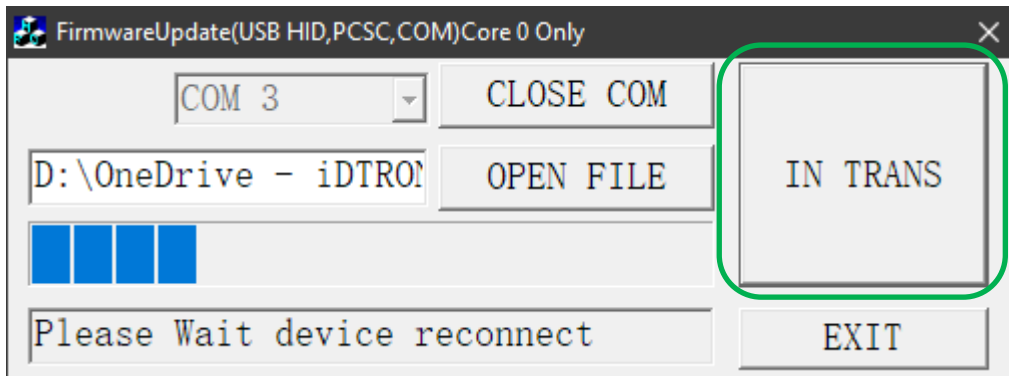 FirmwareUpdate(USB HID,PCSC,COM)Core 0 Only
COM 3
CLOSE COM
D:\OneDrive - iDTRON
OPEN FILE
IN TRANS
Please Wait device reconnect
EXIT